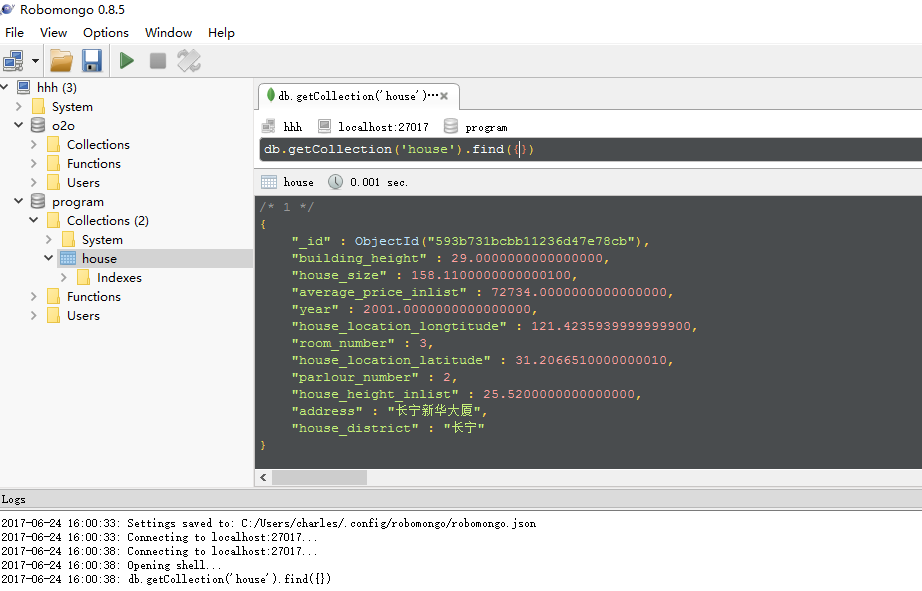 Robomongo 0.8.5
File View Options Window Help
hhh (3)
System
o2o
Collections
Functions
Users
program
Collections (2)
System
house
Indexes
Functions
Users
db.getCollection('house')···
hhh localhost:27017 program
db.getCollection('house').find({})
house 0.001 sec.
/* 1 */
{
"_id" : ObjectId("593b731bcbb11236d47e78cb"),
"building_height" : 29.0000000000000000,
"house_size" : 158.1100000000000100,
"average_price_inlist" : 72734.0000000000000000,
"year" : 2001.0000000000000000,
"house_location_longtitude" : 121.4235939999999900,
"room_number" : 3,
"house_location_latitude" : 31.2066510000000010,
"parlour_number" : 2,
"house_height_inlist" : 25.5200000000000000,
"address" : "长宁新华大厦",
"house_district" : "长宁"
}
Logs
2017-06-24 16:00:33: Settings saved to: C:/Users/charles/.config/robomongo/robomongo.json
2017-06-24 16:00:33: Connecting to localhost:27017...
2017-06-24 16:00:38: Connecting to localhost:27017...
2017-06-24 16:00:38: Opening shell...
2017-06-24 16:00:38: db.getCollection('house').find({})